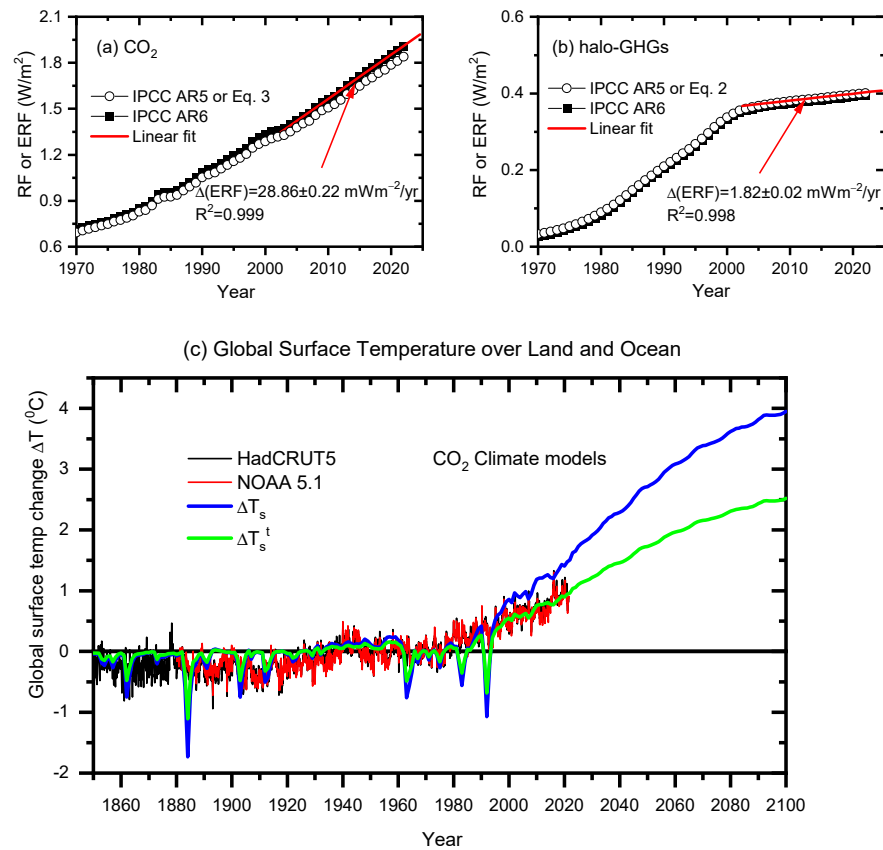 (a) CO₂
IPCC AR5 or Eq. 3
IPCC AR6
Linear fit
Δ(ERF)=28.86±0.22 mWm⁻²/yr
R²=0.999
RF or ERF (W/m²)
2.1
1.8
1.5
1.2
0.9
0.6
1970 1980 1990 2000 2010 2020
Year
(b) halo-GHGs
IPCC AR5 or Eq. 2
IPCC AR6
Linear fit
Δ(ERF)=1.82±0.02 mWm⁻²/yr
R²=0.998
RF or ERF (W/m²)
0.6
0.4
0.2
0.0
1970 1980 1990 2000 2010 2020
Year
(c) Global Surface Temperature over Land and Ocean
HadCRUT5
NOAA 5.1
ΔTₛ
ΔTₛᵗ
CO₂ Climate models
Global surface temp change ΔT (⁰C)
4
3
2
1
0
-1
-2
1860 1880 1900 1920 1940 1960 1980 2000 2020 2040 2060 2080 2100
Year